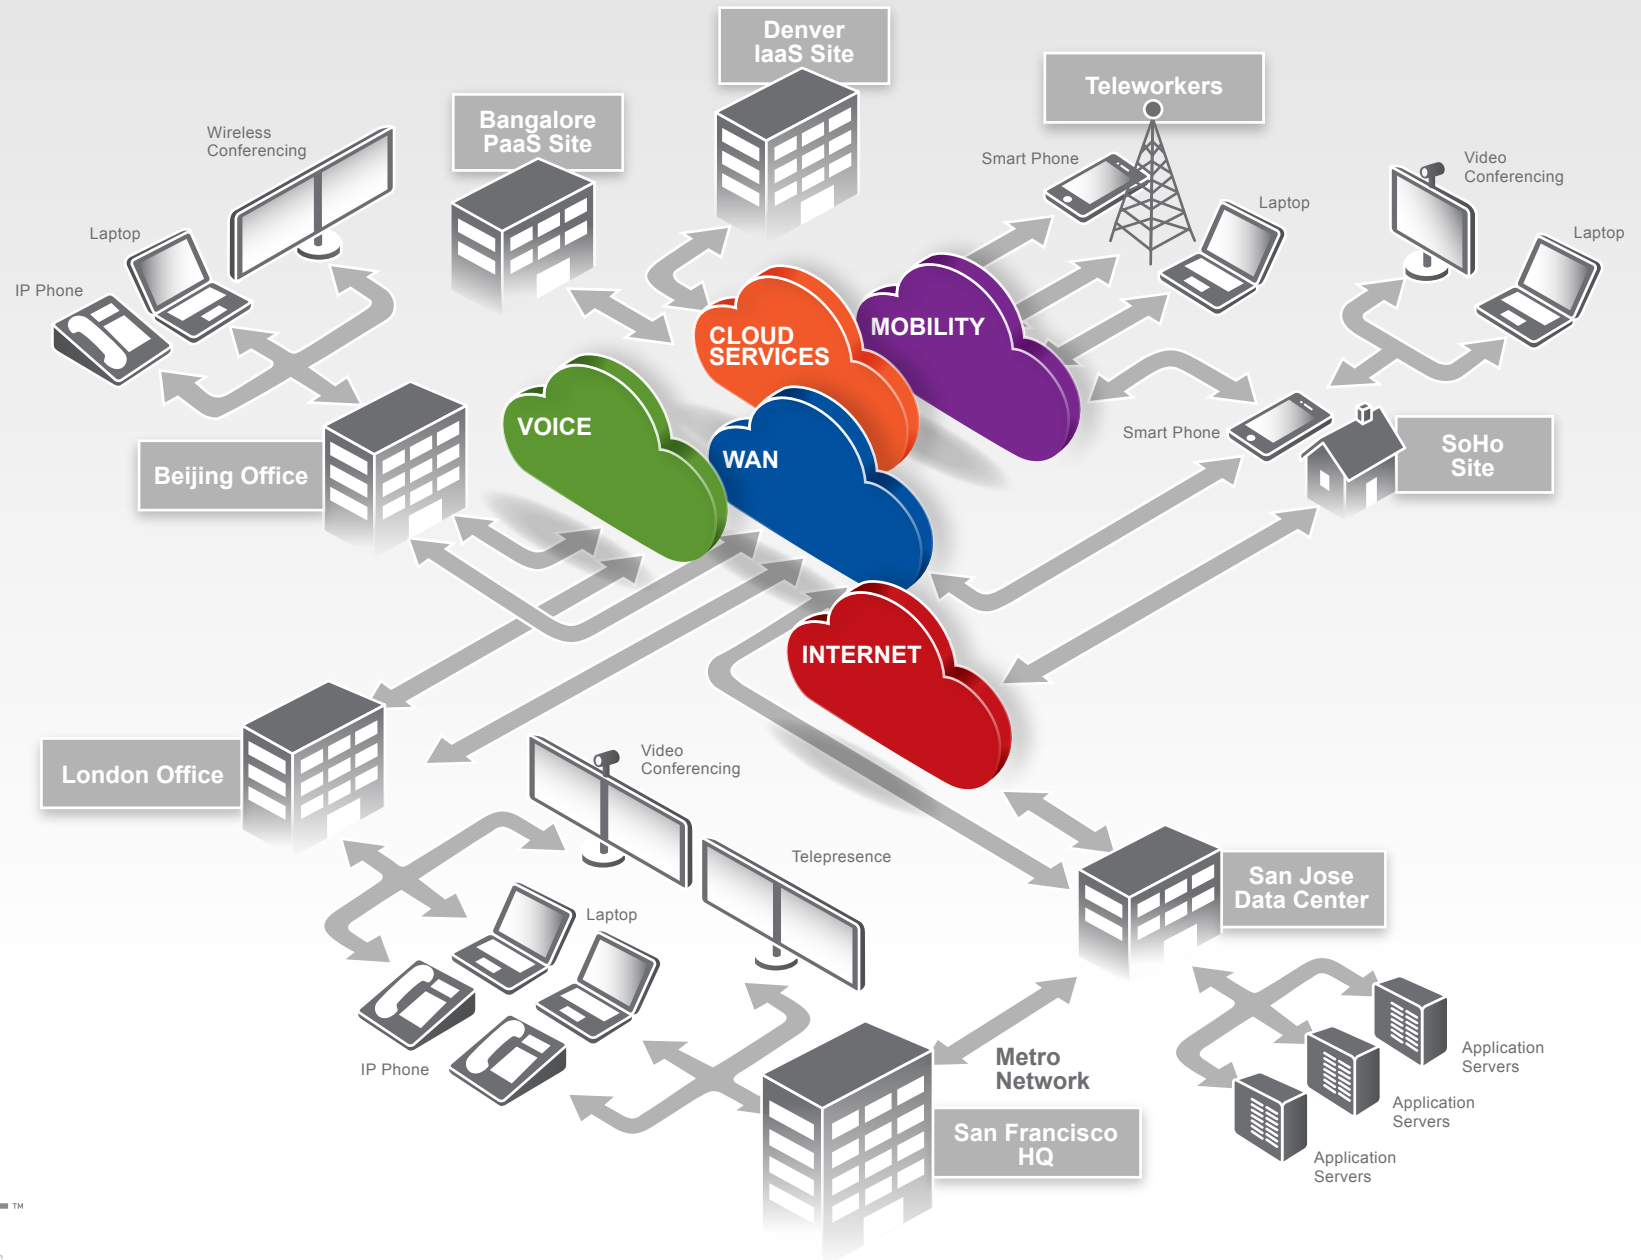 Denver
IaaS Site
Teleworkers
Bangalore
PaaS Site
Wireless
Conferencing
Smart Phone
Video
Conferencing
Laptop
Laptop
Laptop
IP Phone
CLOUD
SERVICES
MOBILITY
VOICE
WAN
Smart Phone
SoHo
Site
Beijing Office
INTERNET
London Office
Video
Conferencing
Telepresence
San Jose
Data Center
Laptop
IP Phone
Metro
Network
Application
Servers
Application
Servers
Application
Servers
San Francisco
HQ
TM